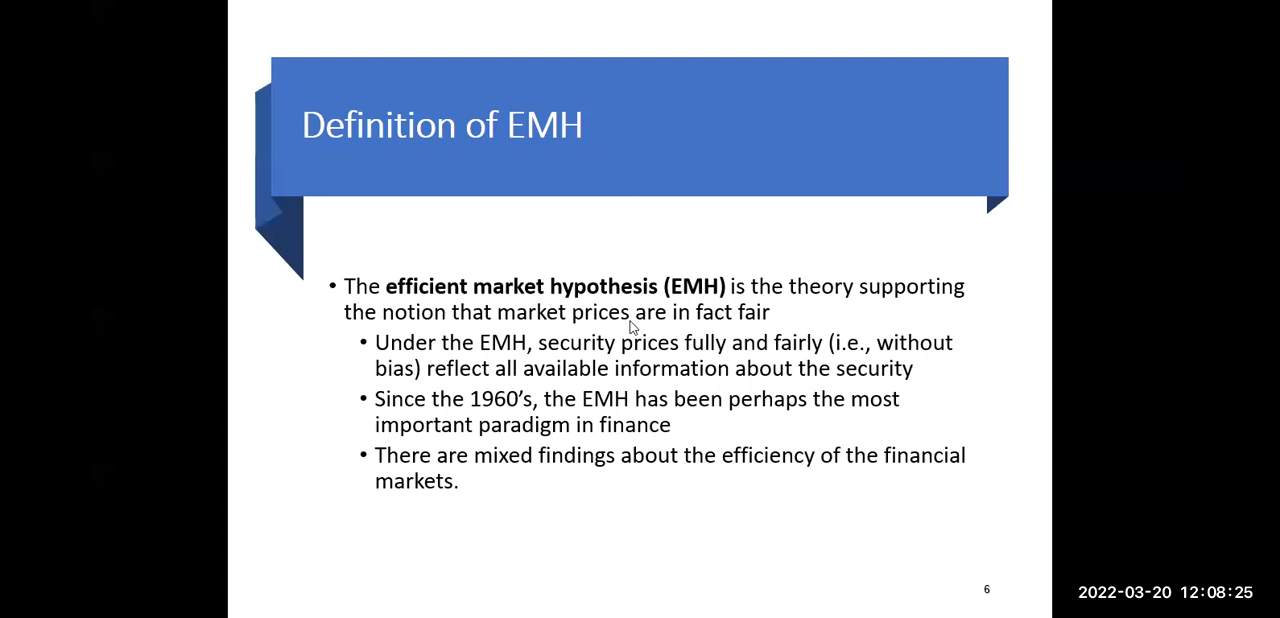 Definition of EMH
• The efficient market hypothesis (EMH) is the theory supporting
the notion that market prices are in fact fair
• Under the EMH, security prices fully and fairly (i.e., without
bias) reflect all available information about the security
• Since the 1960’s, the EMH has been perhaps the most
important paradigm in finance
• There are mixed findings about the efficiency of the financial
markets.
6
2022-03-20 12:08:25